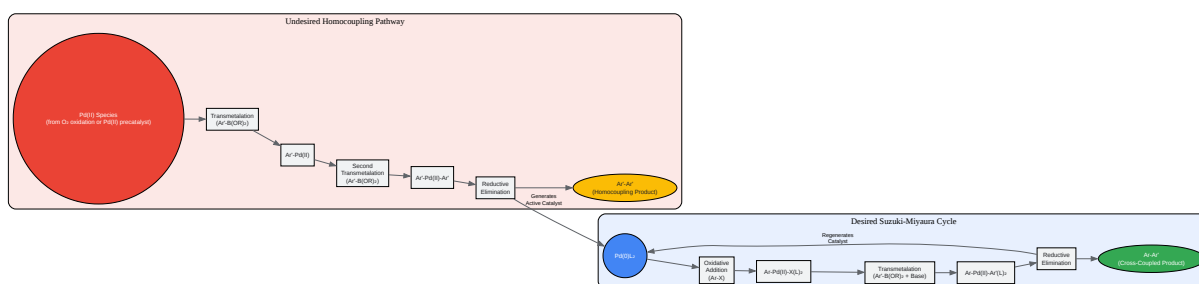 Undesired Homocoupling Pathway
Pd(II) Species
(from O₂ oxidation or Pd(II) precatalyst)
Transmetalation
(Ar'-B(OR)₂)
Ar'-Pd(II)
Second
Transmetalation
(Ar'-B(OR)₂)
Ar'-Pd(II)-Ar'
Reductive
Elimination
Generates
Active Catalyst
Ar'-Ar'
(Homocoupling Product)
Desired Suzuki-Miyaura Cycle
Regenerates
Catalyst
Pd(0)L₂
Oxidative
Addition
(Ar-X)
Ar-Pd(II)-X(L)₂
Transmetalation
(Ar'-B(OR)₂ + Base)
Ar-Pd(II)-Ar'(L)₂
Reductive
Elimination
Ar-Ar'
(Cross-Coupled Product)